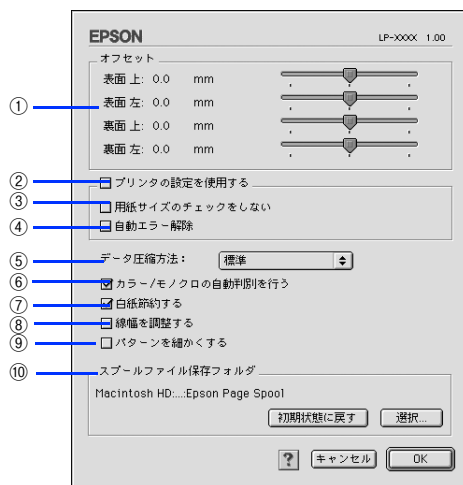 EPSON LP-XXXX 1.00
オフセット
① 表面 上: 0.0 mm
表面 左: 0.0 mm
裏面 上: 0.0 mm
裏面 左: 0.0 mm
② プリンタの設定を使用する
③ 用紙サイズのチェックをしない
④ 自動エラー解除
⑤ データ圧縮方法: 標準
⑥ カラー/モノクロの自動判別を行う
⑦ 白紙節約する
⑧ 線幅を調整する
⑨ パターンを細かくする
⑩ スプールファイル保存フォルダ
Macintosh HD:...:Epson Page Spool
初期状態に戻す 選択...
? キャンセル OK